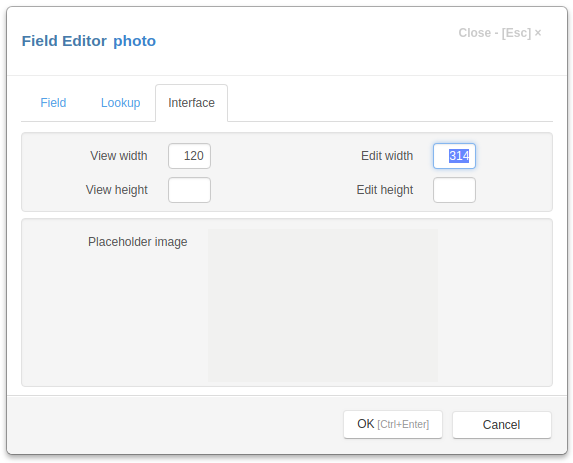 Field Editor photo
Close - [Esc] ×
Field Lookup Interface
View width 120 Edit width 314
View height Edit height
Placeholder image
OK [Ctrl+Enter] Cancel